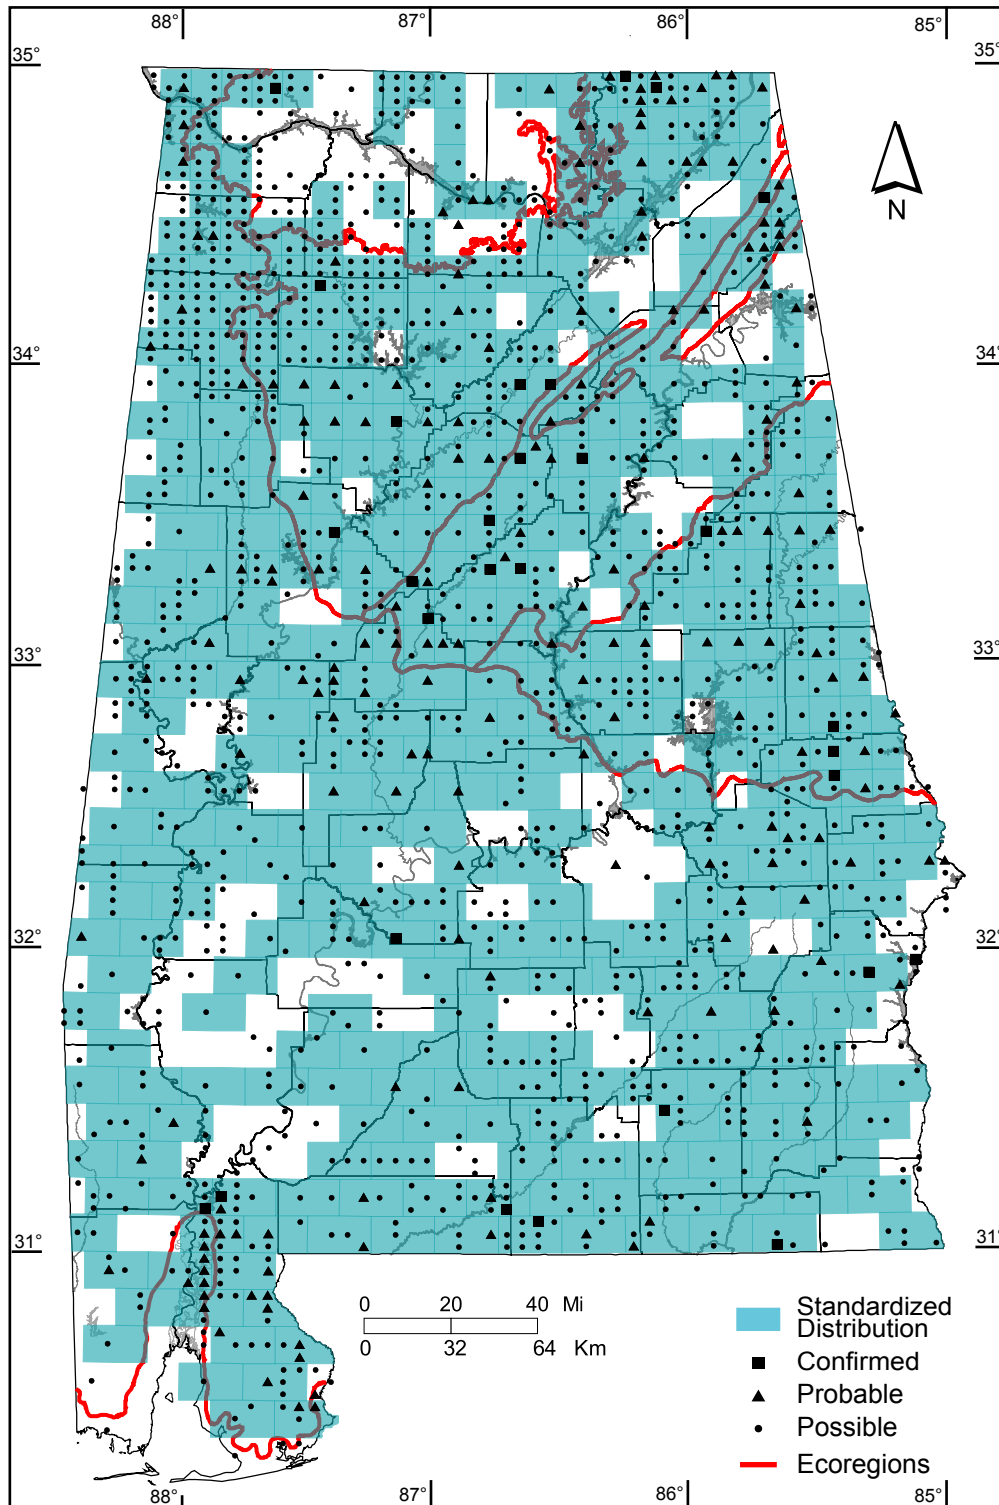 88° 87° 86° 85°
35° 35°
N
34° 34°
33° 33°
32° 32°
31° 31°
0 20 40 Mi
0 32 64 Km
Standardized
Distribution
Confirmed
Probable
Possible
Ecoregions
88° 87° 86° 85°